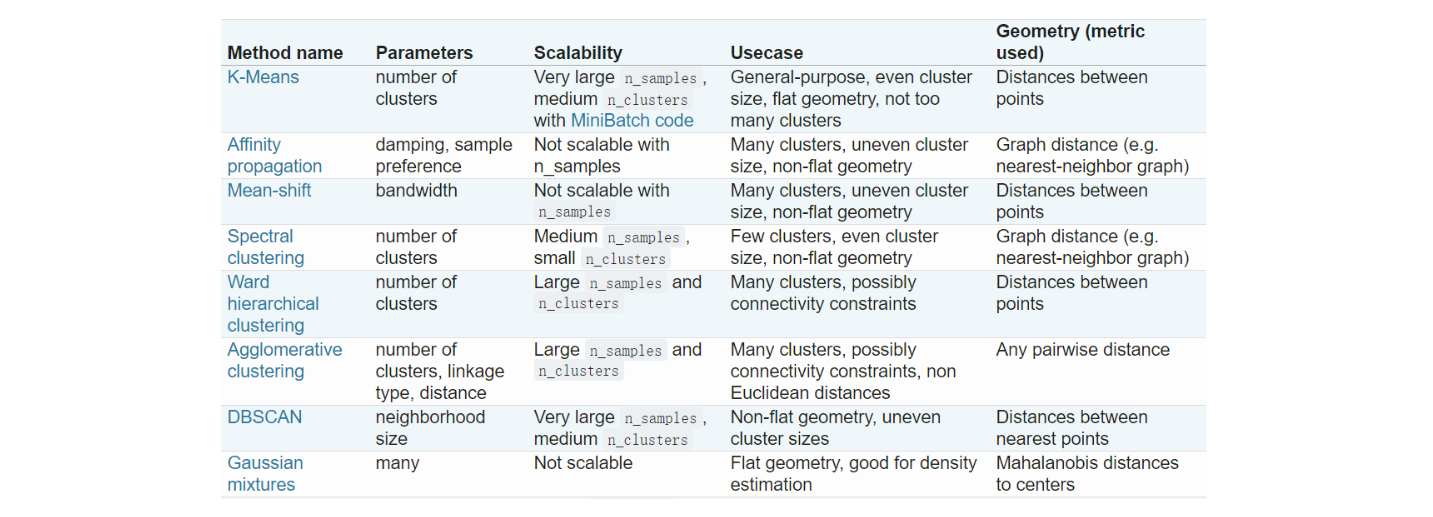 Method name Parameters Scalability Usecase Geometry (metric
used)
K-Means number of Very large n_samples , General-purpose, even cluster Distances between
clusters medium n_clusters size, flat geometry, not too points
with MiniBatch code many clusters
Affinity damping, sample Not scalable with Many clusters, uneven cluster Graph distance (e.g.
propagation preference n_samples size, non-flat geometry nearest-neighbor graph)
Mean-shift bandwidth Not scalable with Many clusters, uneven cluster Distances between
n_samples size, non-flat geometry points
Spectral number of Medium n_samples , Few clusters, even cluster Graph distance (e.g.
clustering clusters small n_clusters size, non-flat geometry nearest-neighbor graph)
Ward number of Large n_samples and Many clusters, possibly Distances between
hierarchical clusters n_clusters connectivity constraints points
clustering
Agglomerative number of Large n_samples and Many clusters, possibly Any pairwise distance
clustering clusters, linkage n_clusters connectivity constraints, non
type, distance Euclidean distances
DBSCAN neighborhood Very large n_samples , Non-flat geometry, uneven Distances between
size medium n_clusters cluster sizes nearest points
Gaussian many Not scalable Flat geometry, good for density Mahalanobis distances
mixtures estimation to centers